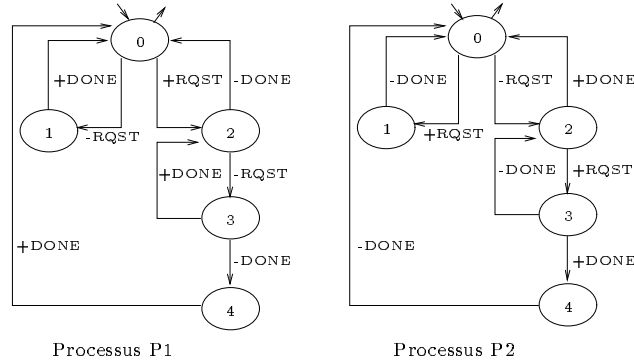 0 0
+DONE +RQST -DONE -DONE -RQST +DONE
1 -RQST 2 1 +RQST 2
+DONE -RQST -DONE +RQST
3 3
+DONE -DONE -DONE +DONE
4 4
Processus P1 Processus P2